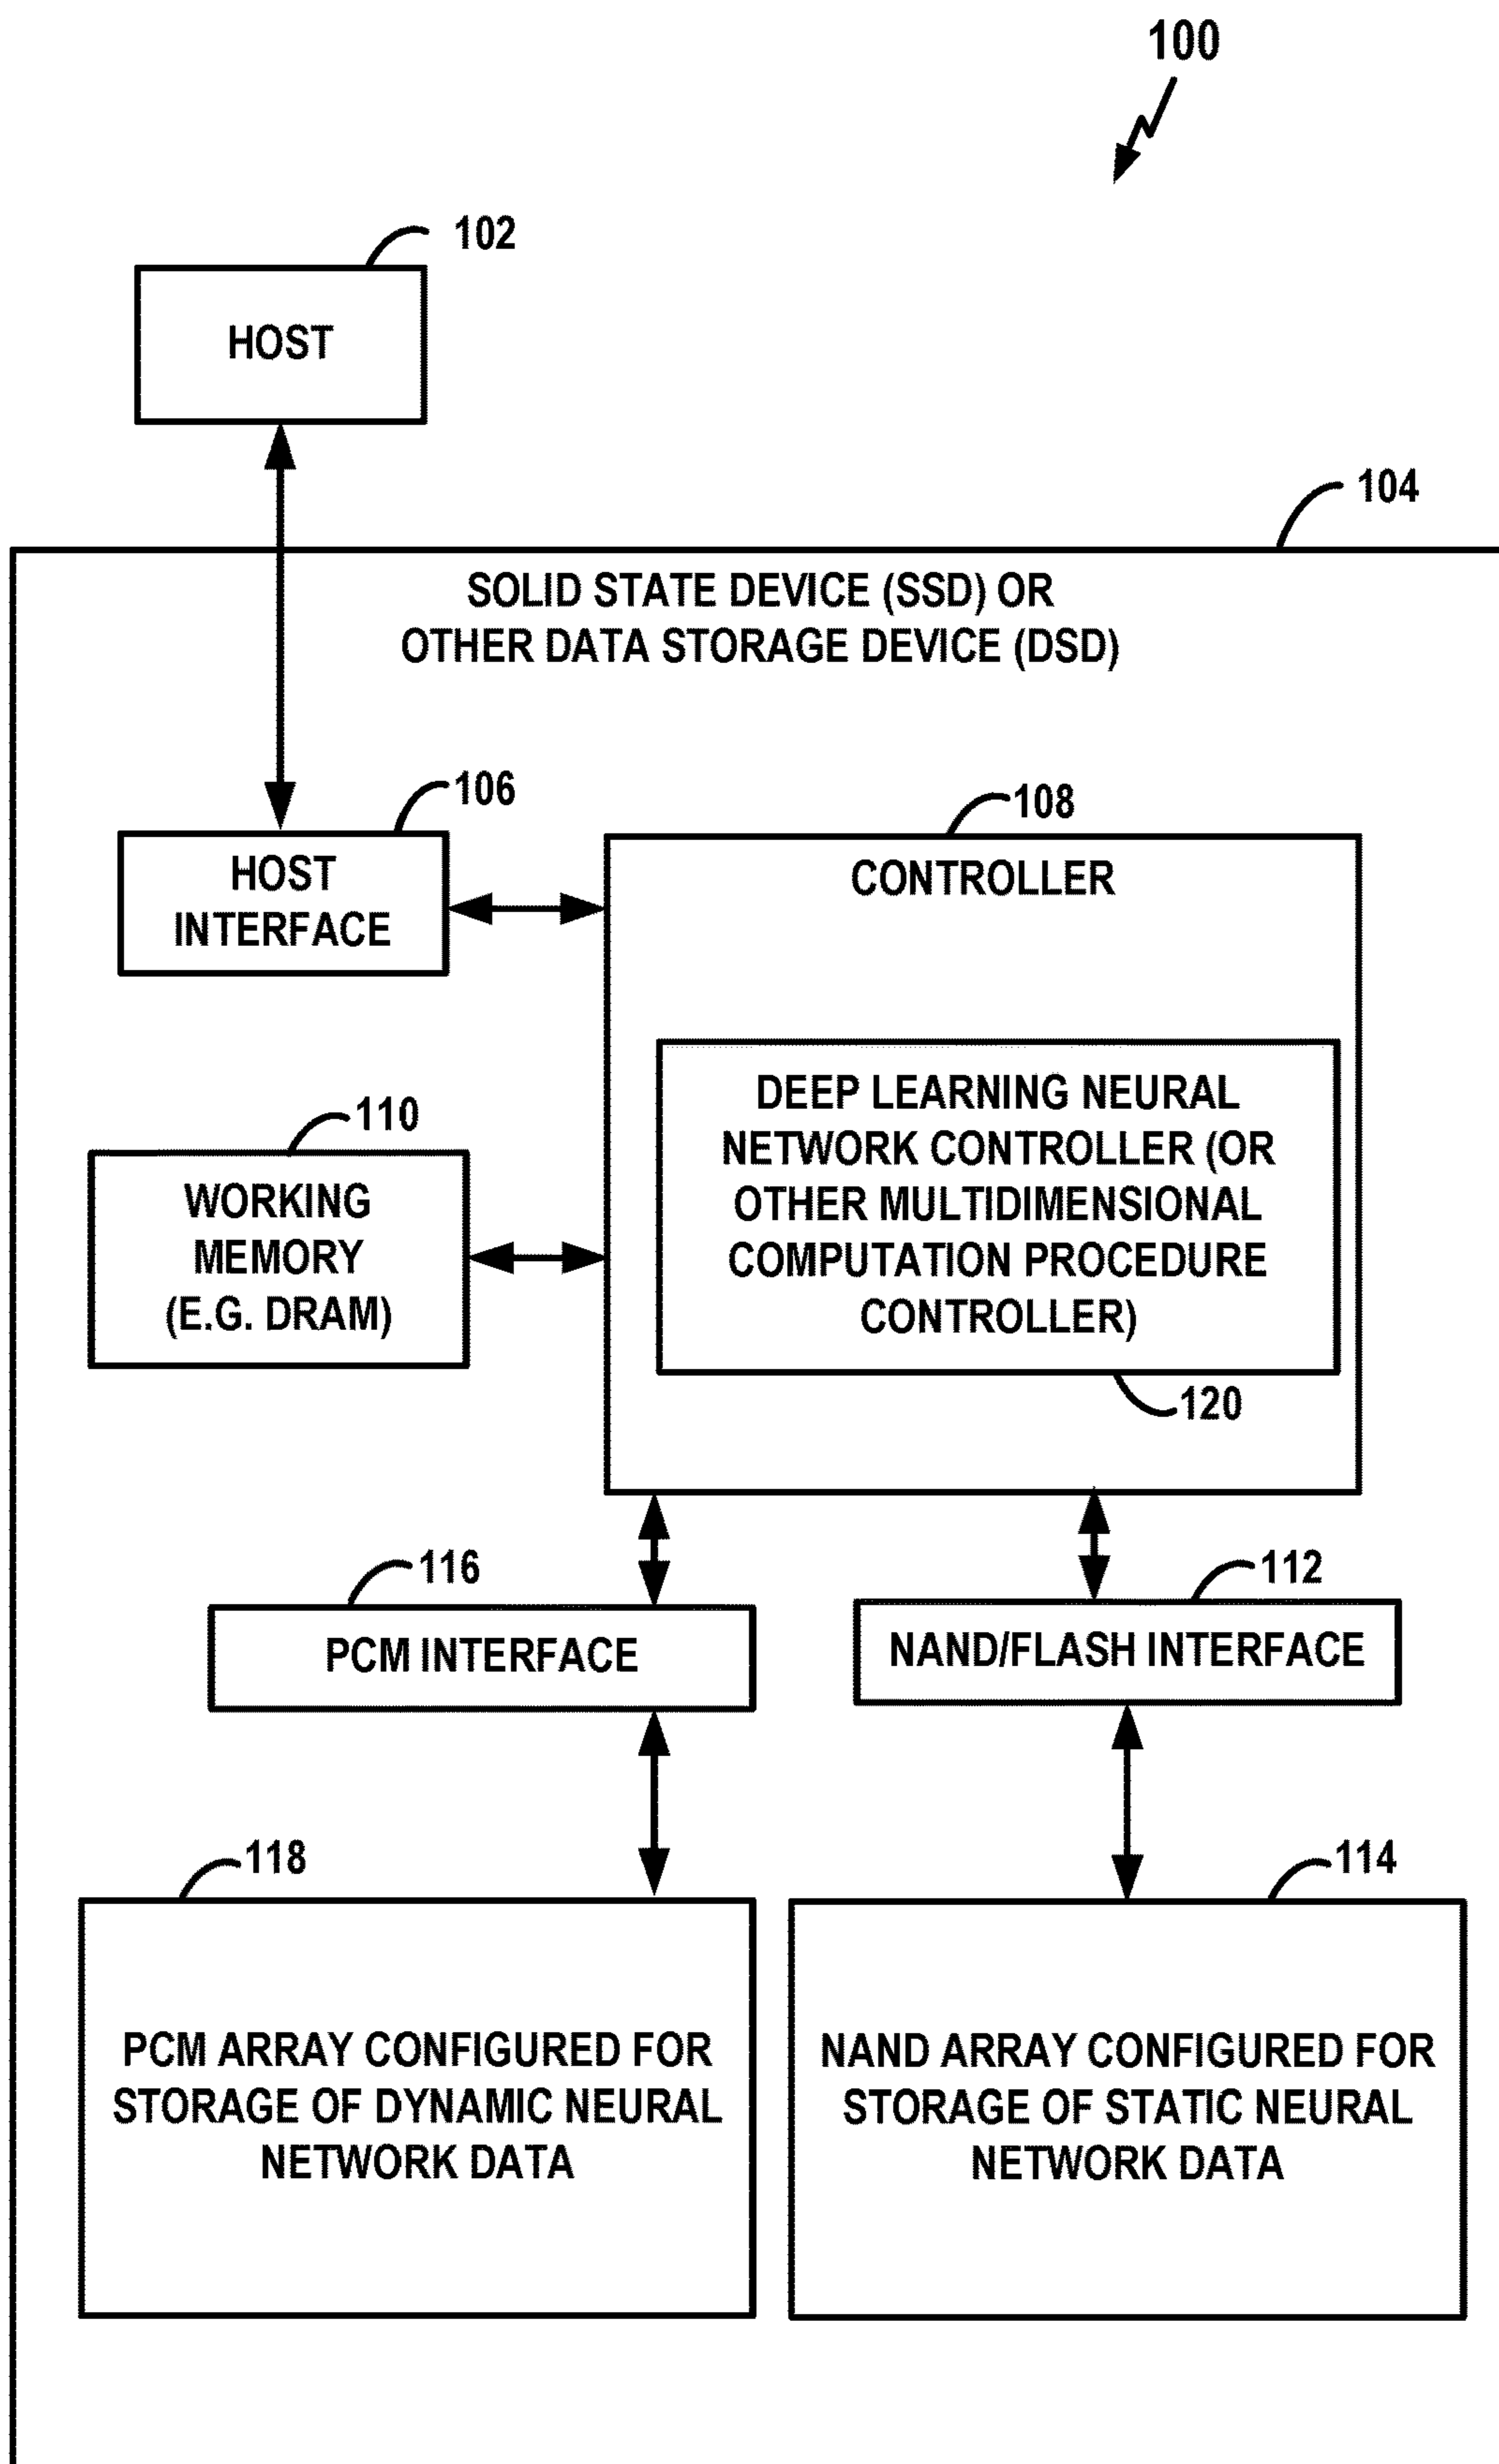 100
102
HOST
104
SOLID STATE DEVICE (SSD) OR
OTHER DATA STORAGE DEVICE (DSD)
106
HOST
INTERFACE
108
CONTROLLER
DEEP LEARNING NEURAL
NETWORK CONTROLLER (OR
OTHER MULTIDIMENSIONAL
COMPUTATION PROCEDURE
CONTROLLER)
120
110
WORKING
MEMORY
(E.G. DRAM)
116
PCM INTERFACE
112
NAND/FLASH INTERFACE
118
PCM ARRAY CONFIGURED FOR
STORAGE OF DYNAMIC NEURAL
NETWORK DATA
114
NAND ARRAY CONFIGURED FOR
STORAGE OF STATIC NEURAL
NETWORK DATA